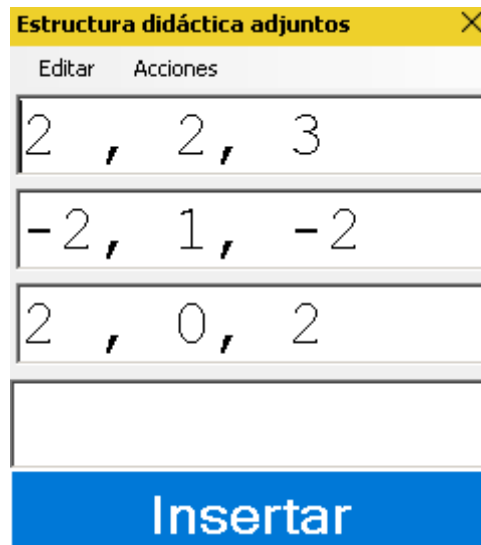 Estructura didáctica adjuntos
Editar Acciones
2 , 2, 3
-2, 1, -2
2 , 0, 2
Insertar